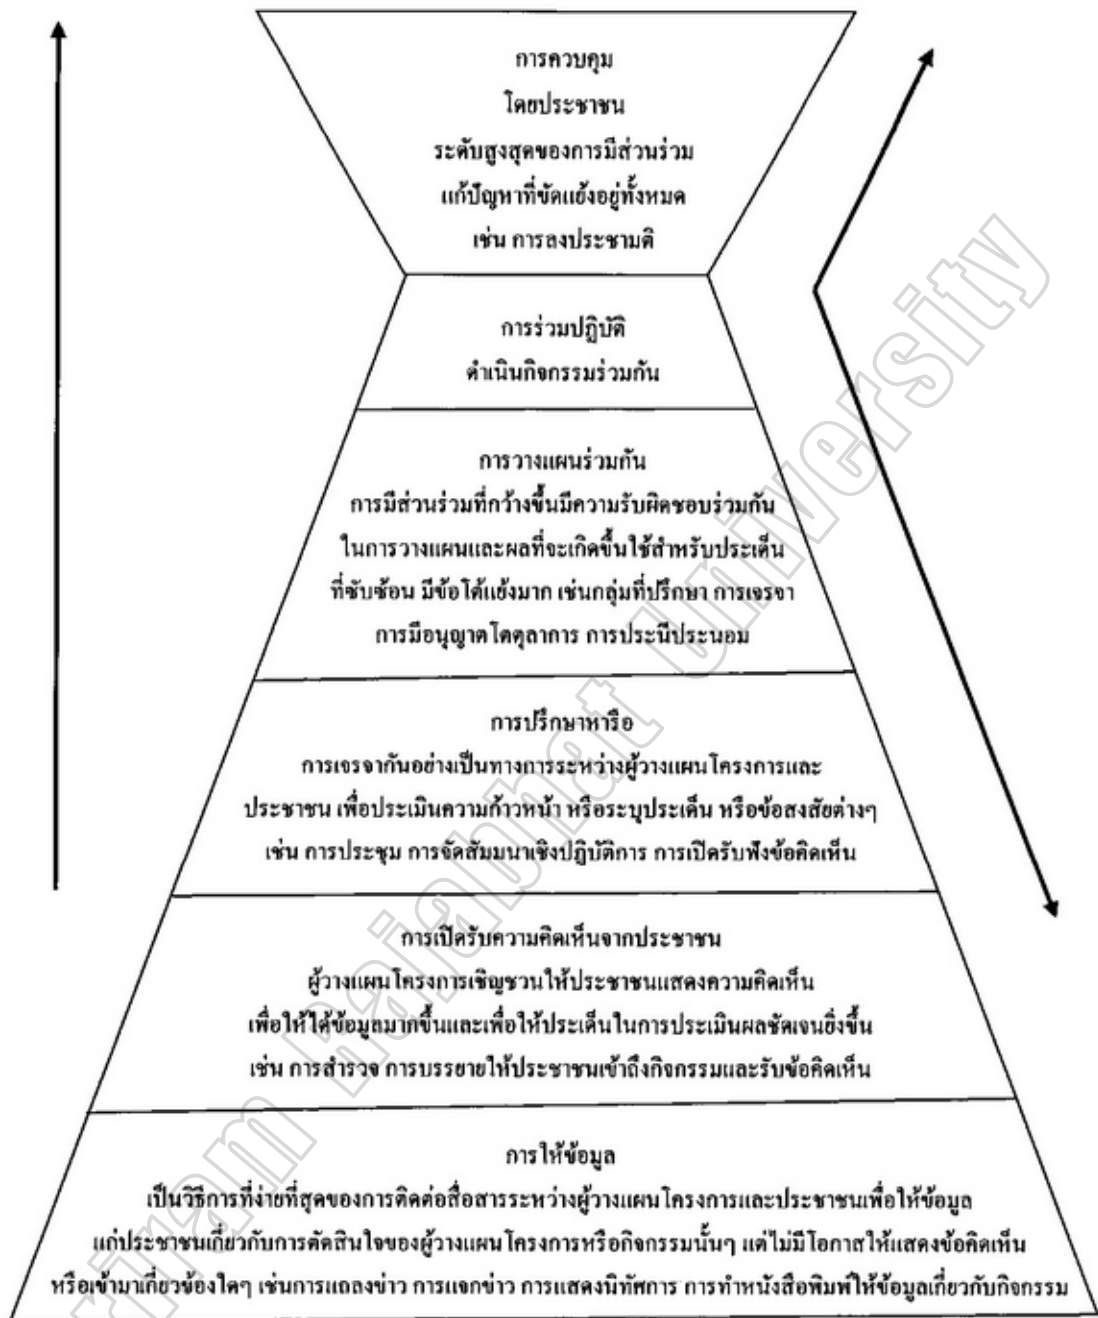 การควบคุม
โดยประชาชน
ระดับสูงสุดของการมีส่วนร่วม
แก้ปัญหาที่ขัดแย้งอยู่ทั้งหมด
เช่น การลงประชามติ
การร่วมปฏิบัติ
ดำเนินกิจกรรมร่วมกัน
การวางแผนร่วมกัน
การมีส่วนร่วมที่กว้างขึ้นมีความรับผิดชอบร่วมกัน
ในการวางแผนและผลที่จะเกิดขึ้นใช้สำหรับประเด็น
ที่ซับซ้อน มีข้อโต้แย้งมาก เช่นกลุ่มที่ปรึกษา การเจรจา
การมีอนุญาตโตตุลาการ การประนีประนอม
การปรึกษาหารือ
การเจรจากันอย่างเป็นทางการระหว่างผู้วางแผนโครงการและ
ประชาชน เพื่อประเมินความก้าวหน้า หรือระบุประเด็น หรือข้อสงสัยต่างๆ
เช่น การประชุม การจัดสัมมนาเชิงปฏิบัติการ การเปิดรับฟังข้อคิดเห็น
การเปิดรับความคิดเห็นจากประชาชน
ผู้วางแผนโครงการเชิญชวนให้ประชาชนแสดงความคิดเห็น
เพื่อให้ได้ข้อมูลมากขึ้นและเพื่อให้ประเด็นในการประเมินผลชัดเจนยิ่งขึ้น
เช่น การสำรวจ การบรรยายให้ประชาชนเข้าถึงกิจกรรมและรับข้อคิดเห็น
การให้ข้อมูล
เป็นวิธีการที่ง่ายที่สุดของการติดต่อสื่อสารระหว่างผู้วางแผนโครงการและประชาชนเพื่อให้ข้อมูล
แก่ประชาชนเกี่ยวกับการตัดสินใจของผู้วางแผนโครงการหรือกิจกรรมนั้นๆ แต่ไม่มีโอกาสให้แสดงข้อคิดเห็น
หรือเข้ามาเกี่ยวข้องใดๆ เช่นการแถลงข่าว การแจกข่าว การแสดงนิทัศการ การทำหนังสือพิมพ์ให้ข้อมูลเกี่ยวกับกิจกรรม
Rajabhat University